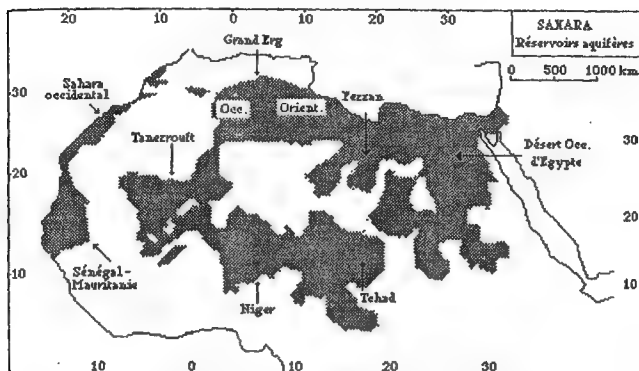 20
10
0
10
20
30
SAHARA
Réservoirs aquifères
0 500 1000 km
Grand Erg
30
Sahara
occidental
Occ.
Orient.
Fezzan
30
Tanezrouft
Désert Occ.
d'Egypte
20
20
10
Sénégal-
Mauritanie
Niger
Tchad
10
10
0
10
20
30